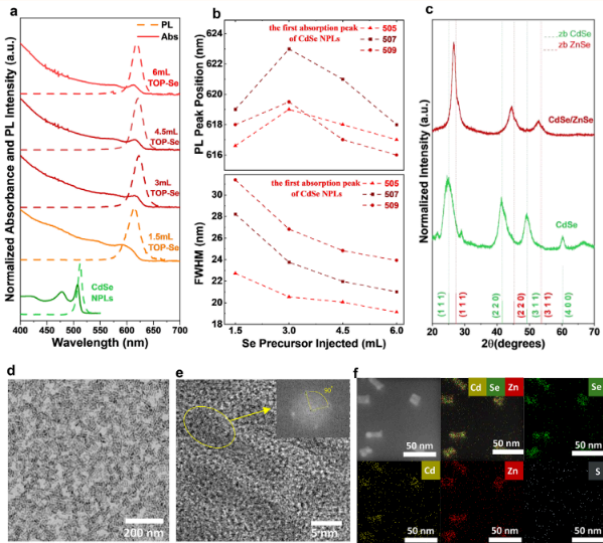 a
PL
Abs
Normalized Absorbance and PL Intensity (a.u.)
6mL
TOP-Se
4.5mL
TOP-Se
3mL
TOP-Se
1.5mL
TOP-Se
CdSe
NPLs
400 450 500 550 600 650 700
Wavelength (nm)
b
the first absorption peak
of CdSe NPLs
505
507
509
PL Peak Position(nm)
624
622
620
618
616
the first absorption peak
of CdSe NPLs
505
507
509
FWHM (nm)
30
28
26
24
22
20
18
1.5 3.0 4.5 6.0
Se Precursor Injected (mL)
c
zb CdSe
zb ZnSe
Normalized Intensity (a.u.)
CdSe/ZnSe
CdSe
(1 1 1)
(1 1 1)
(2 2 0)
(2 2 0)
(3 1 1)
(3 1 1)
(4 0 0)
20 30 40 50 60 70
2θ(degrees)
d
200 nm
e
90°
5 nm
f
50 nm
Cd Se Zn
50 nm
Se
50 nm
Cd
50 nm
Zn
50 nm
S
50 nm